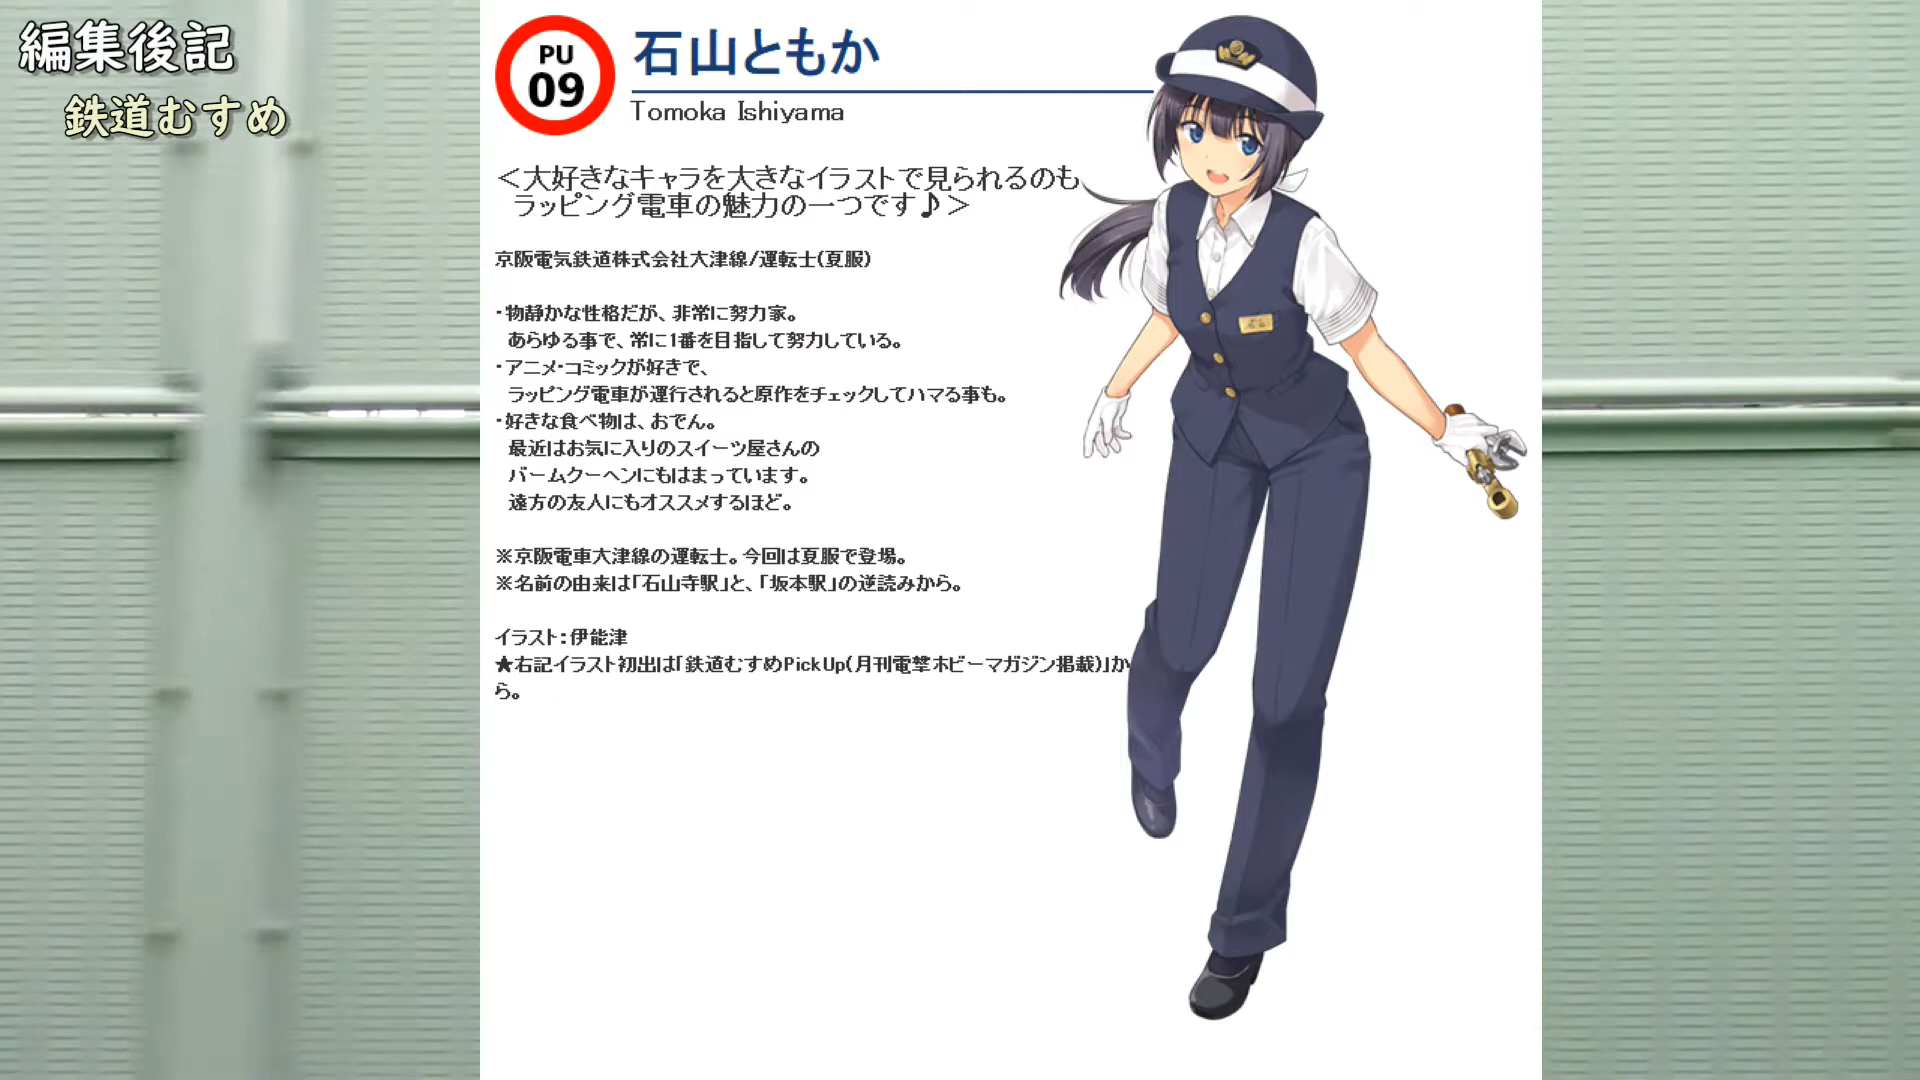 編集後記
鉄道むすめ
PU
09
石山ともか
Tomoka Ishiyama
＜大好きなキャラを大きなイラストで見られるのも
ラッピング電車の魅力の一つです♪＞
京阪電気鉄道株式会社大津線/運転士(夏服)
・物静かな性格だが、非常に努力家。
あらゆる事で、常に1番を目指して努力している。
・アニメ・コミックが好きで、
ラッピング電車が運行されると原作をチェックしてハマる事も。
・好きな食べ物は、おでん。
最近はお気に入りのスイーツ屋さんの
バームクーヘンにもはまっています。
遠方の友人にもオススメするほど。
※京阪電車大津線の運転士。今回は夏服で登場。
※名前の由来は「石山寺駅」と、「坂本駅」の逆読みから。
イラスト：伊能津
★右記イラスト初出は「鉄道むすめPickUp(月刊電撃ホビーマガジン掲載)」か
ら。